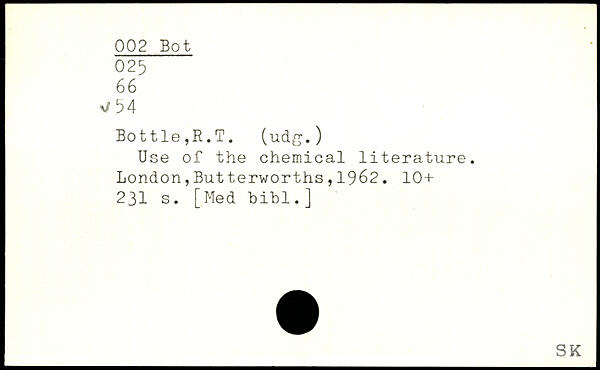 002 Bot
025
66
✓54
Bottle,R.T. (udg.)
Use of the chemical literature.
London,Butterworths,1962. 10+
231 s. [Med bibl.]
SK